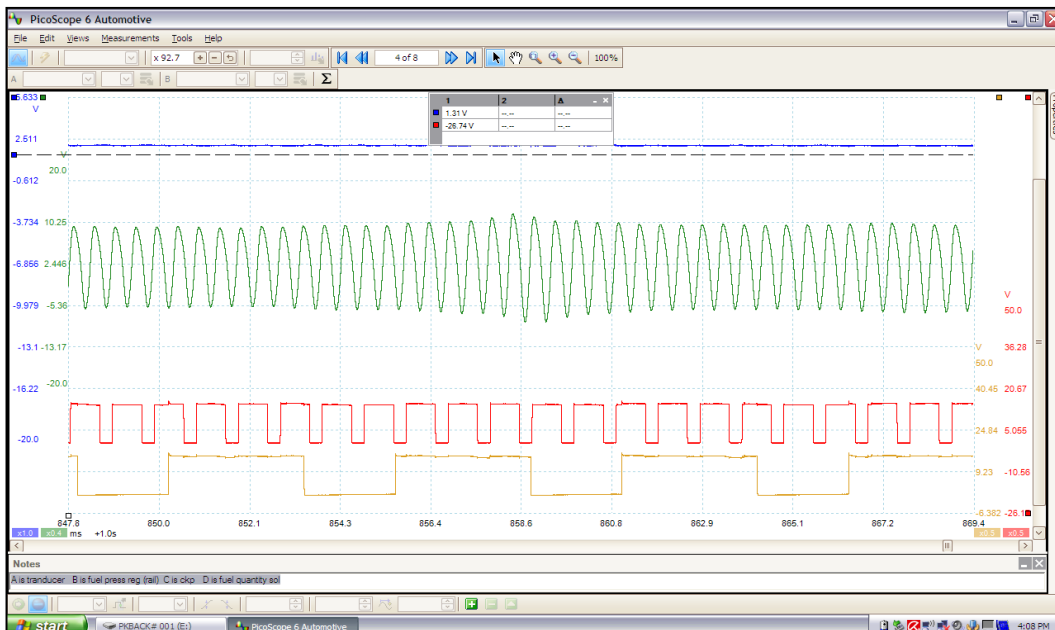 PicoScope 6 Automotive
File Edit Views Measurements Tools Help
x 92.7 4 of 8 100%
A B Σ
1 2 Δ
1.31 V --.-- --.--
-26.74 V --.-- --.--
V
2.511
V
20.0
-0.612
-3.734 10.25
-6.866 2.446
-9.979 -5.36
V
50.0
-13.1 -13.17 V 36.28
50.0
-16.22 -20.0 40.45 20.67
-20.0 24.84 5.055
9.23 -10.56
-6.382
847.8 850.0 852.1 854.3 856.4 858.6 860.8 862.9 865.1 867.2 869.4
x1.0 x0.4 ms +1.0s x0.5
Notes
A is tranducer B is fuel press reg (rail) C is ckp D is fuel quantity sol
start PKBACK# 001 (E:) PicoScope 6 Automotive 4:08 PM